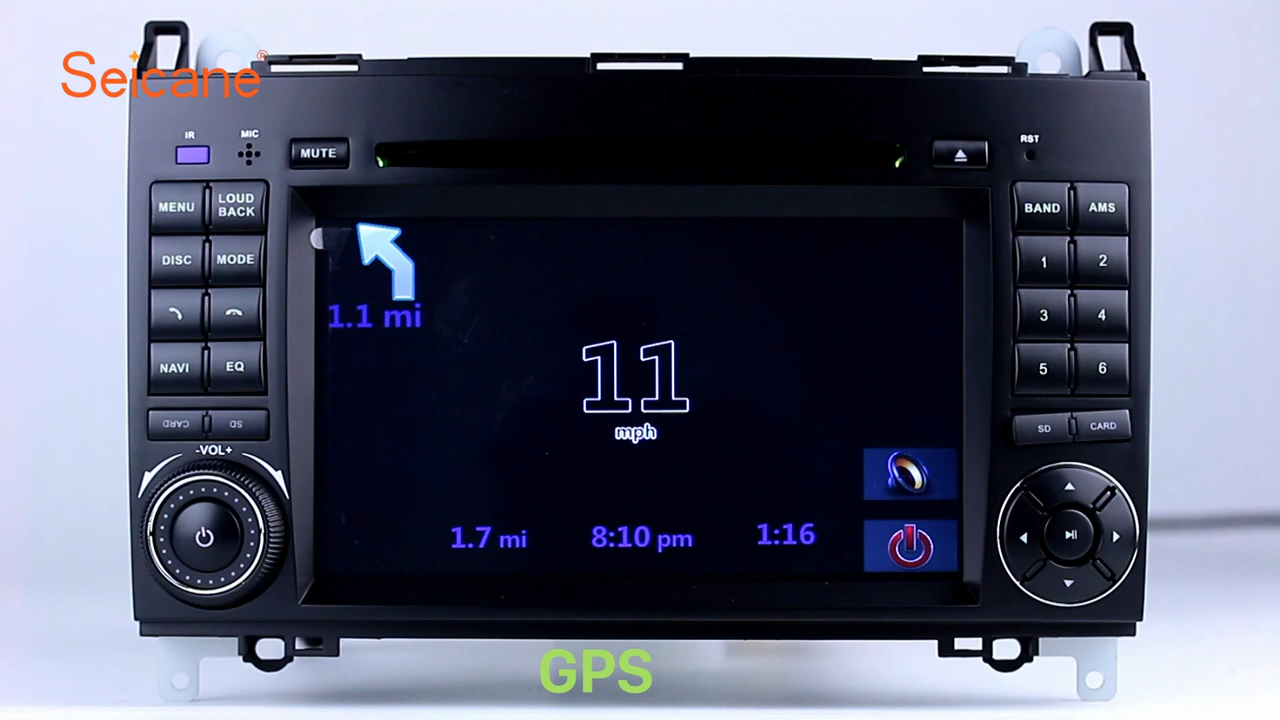 Seicane®
IR
MIC
MUTE
RST
MENU
LOUD
BACK
BAND
AMS
DISC
MODE
1
2
1.1 mi
3
4
11
mph
NAVI
EQ
5
6
CARD
SD
SD
CARD
-VOL+
1.7 mi
8:10 pm
1:16
GPS